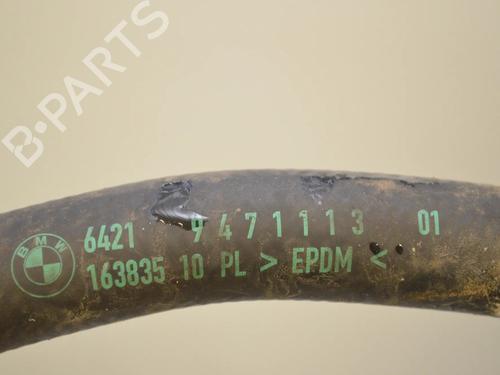 B-PARTS
BMW
6421 9471113 01
163835 10 PL > EPDM <